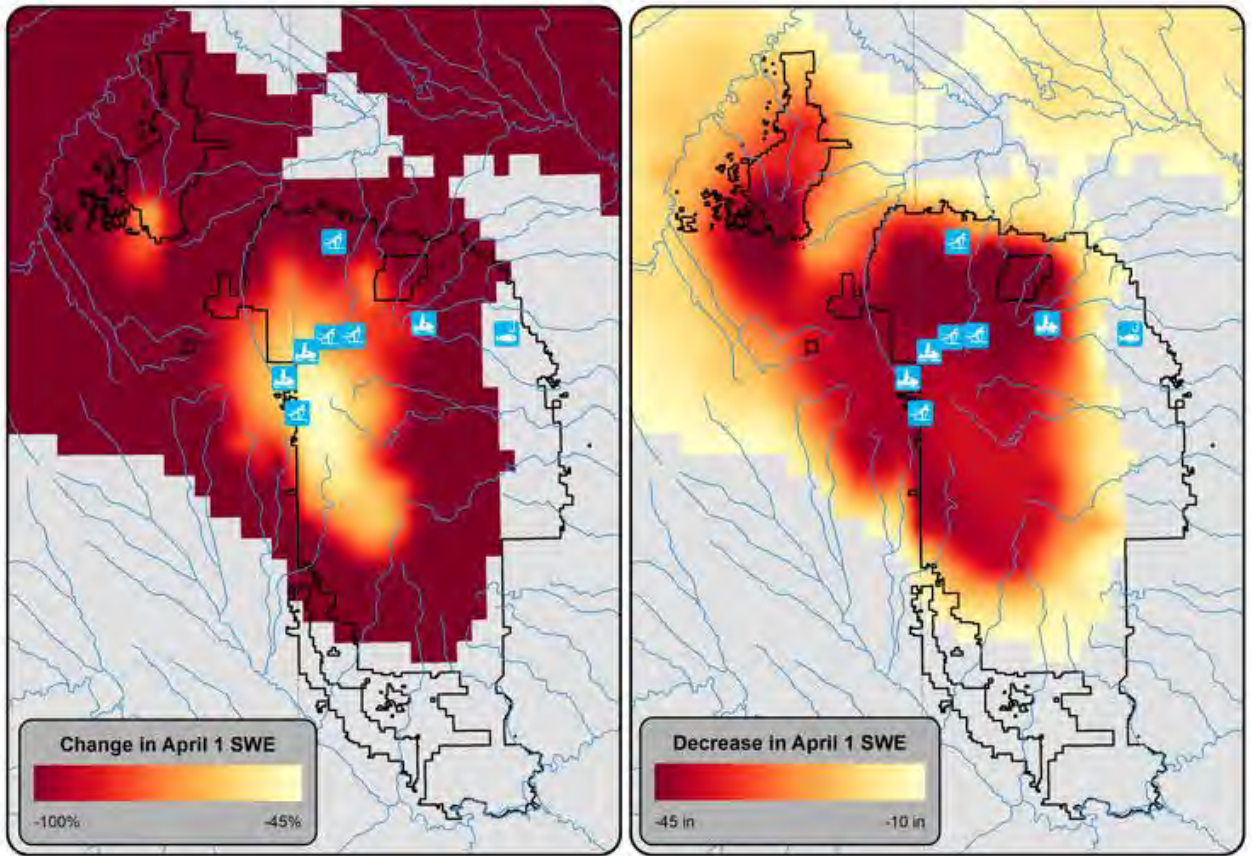 Change in April 1 SWE
-100%
-45%
Decrease in April 1 SWE
-45 in
-10 in